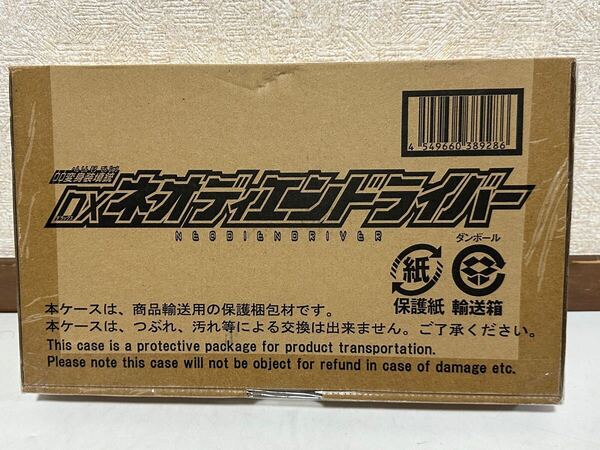 4 549660 389286
変身装填銃
DXネオディエンドライバー
NEODIENDRIVER
ダンボール
紙
保護紙 輸送箱
本ケースは、商品輸送用の保護梱包材です。
本ケースは、つぶれ、汚れ等による交換は出来ません。ご了承ください。
This case is a protective package for product transportation.
Please note this case will not be object for refund in case of damage etc.